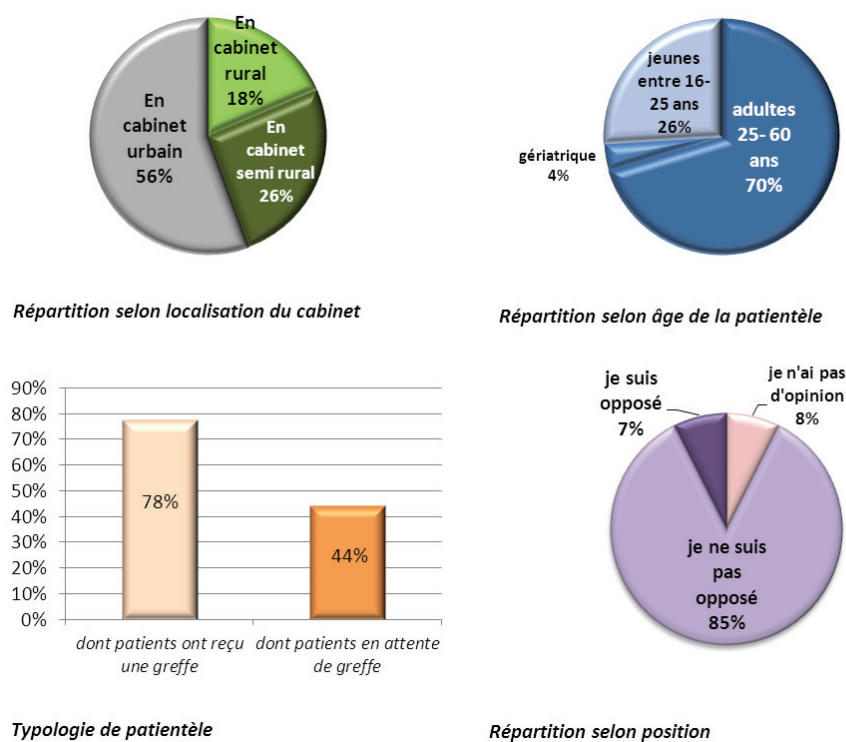 En
cabinet
rural
18%
En
cabinet
semi rural
26%
En
cabinet
urbain
56%
Répartition selon localisation du cabinet
jeunes
entre 16-
25 ans
26%
adultes
25- 60
ans
70%
gériatrique
4%
Répartition selon âge de la patientèle
90%
80%
70%
60%
50%
40%
30%
20%
10%
0%
78%
44%
dont patients ont reçu
une greffe
dont patients en attente
de greffe
Typologie de patientèle
je suis
opposé
7%
je n'ai pas
d'opinion
8%
je ne suis
pas
opposé
85%
Répartition selon position